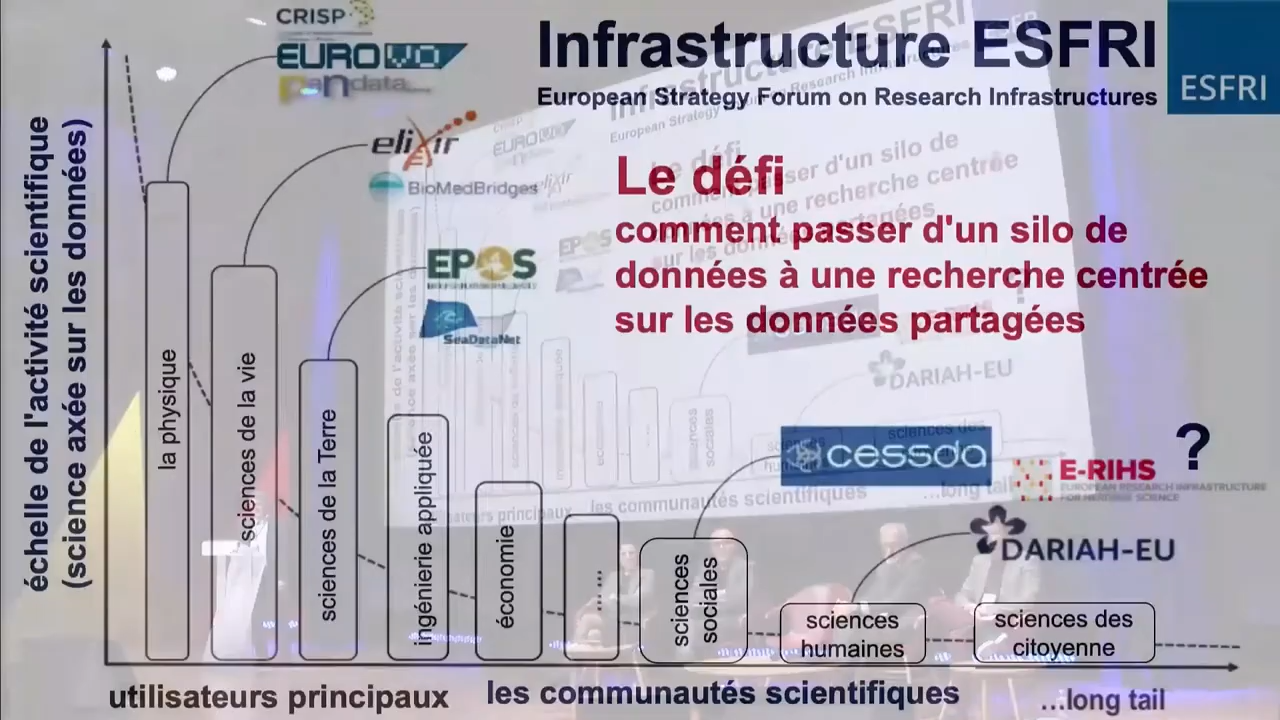 CRISP
EUROVO
pandata
Infrastructure ESFRI
European Strategy Forum on Research Infrastructures
ESFRI
elixir
BioMedBridges
EPOS
SeaDataNet
Le défi
comment passer d'un silo de
données à une recherche centrée
sur les données partagées
échelle de l'activité scientifique
(science axée sur les données)
la physique
sciences de la vie
sciences de la Terre
ingénierie appliquée
économie
......
sciences
sociales
sciences
humaines
sciences des
citoyenne
cessda
E-RIHS
EUROPEAN RESEARCH INFRASTRUCTURE
FOR HERITAGE SCIENCE
?
DARIAH-EU
utilisateurs principaux
les communautés scientifiques
...long tail